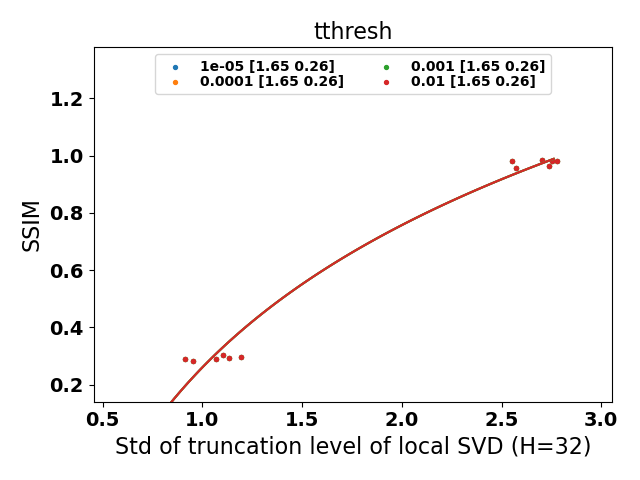 tthresh
1e-05 [1.65 0.26]
0.0001 [1.65 0.26]
0.001 [1.65 0.26]
0.01 [1.65 0.26]
SSIM
1.2
1.0
0.8
0.6
0.4
0.2
0.5 1.0 1.5 2.0 2.5 3.0
Std of truncation level of local SVD (H=32)